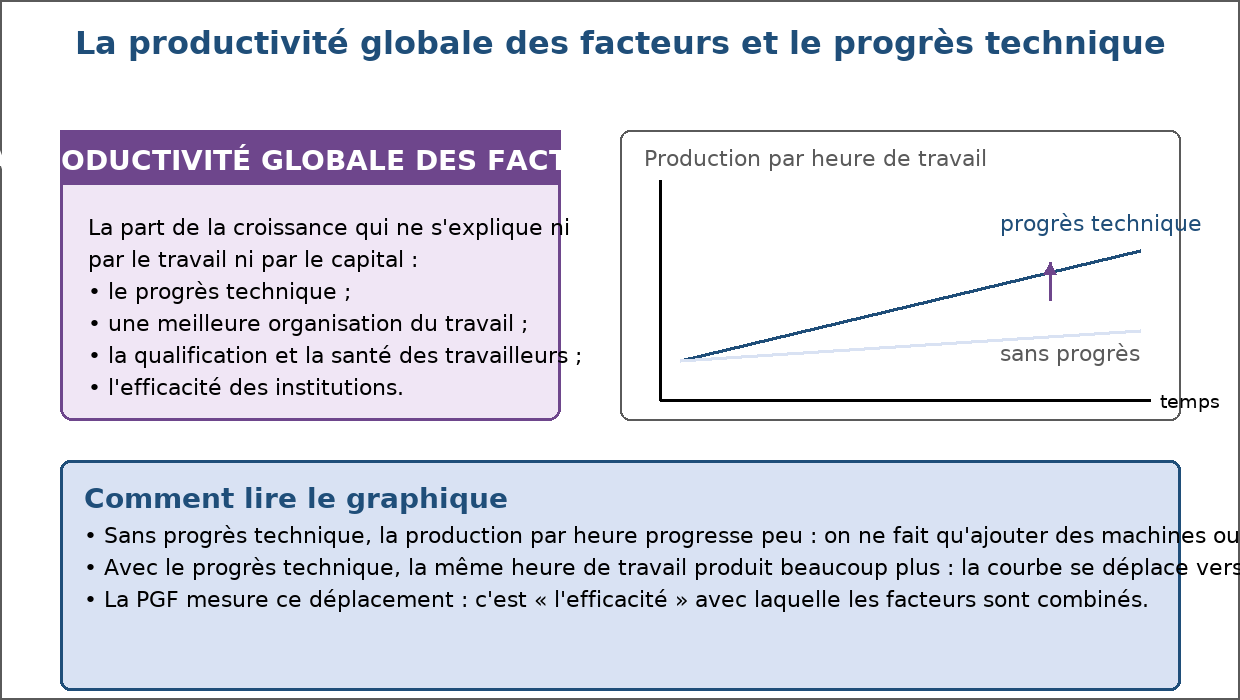 La productivité globale des facteurs et le progrès technique
ODUCTIVITÉ GLOBALE DES FACT
La part de la croissance qui ne s'explique ni
par le travail ni par le capital :
• le progrès technique ;
• une meilleure organisation du travail ;
• la qualification et la santé des travailleurs ;
• l'efficacité des institutions.
Production par heure de travail
progrès technique
sans progrès
temps
Comment lire le graphique
• Sans progrès technique, la production par heure progresse peu : on ne fait qu'ajouter des machines ou
• Avec le progrès technique, la même heure de travail produit beaucoup plus : la courbe se déplace vers
• La PGF mesure ce déplacement : c'est « l'efficacité » avec laquelle les facteurs sont combinés.